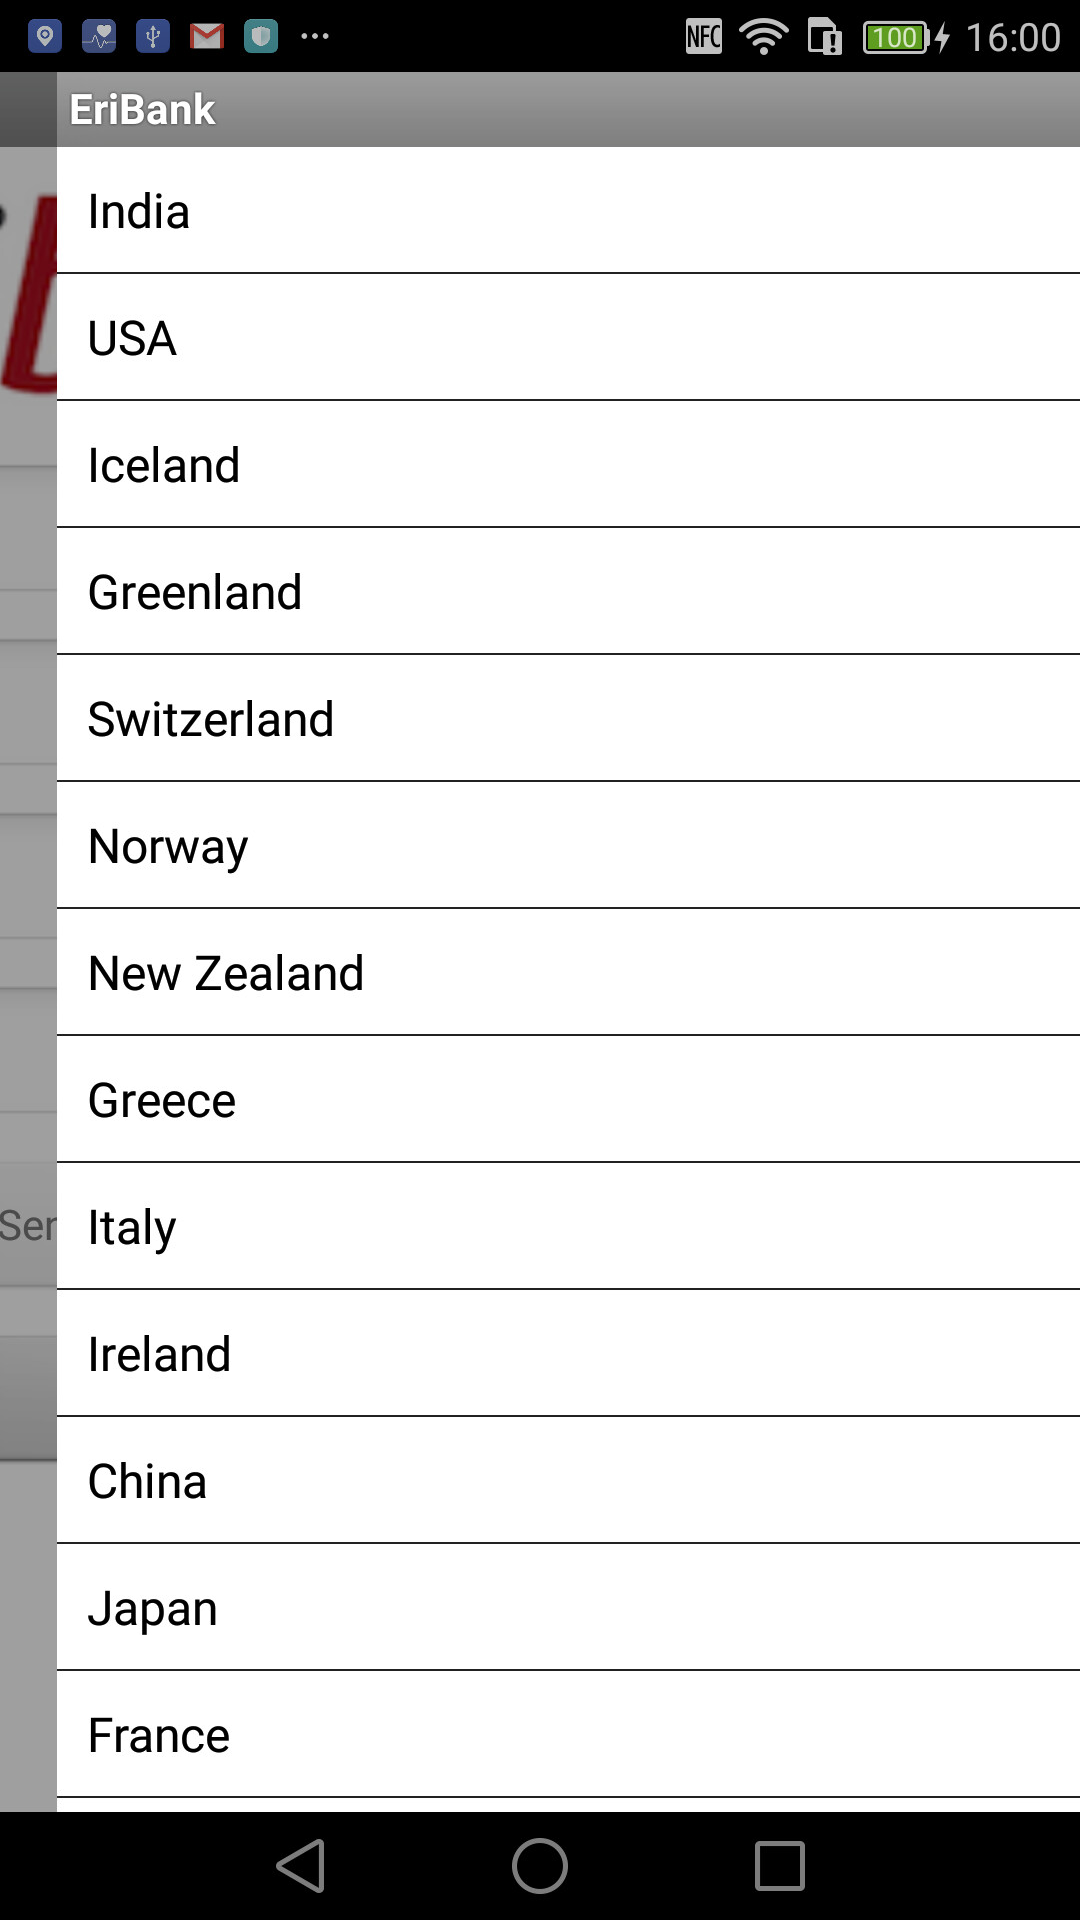 NFC 100 16:00
EriBank
India
USA
Iceland
Greenland
Switzerland
Norway
New Zealand
Greece
Italy
Ser
Ireland
China
Japan
France